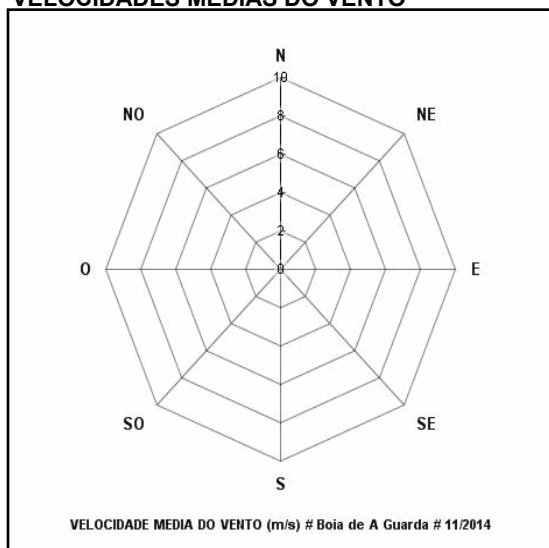 VELOCIDADES MEDIAS DO VENTO
N
10
NO
NE
8
6
4
2
O
0
E
SO
SE
S
VELOCIDADE MEDIA DO VENTO (m/s) # Boia de A Guarda # 11/2014